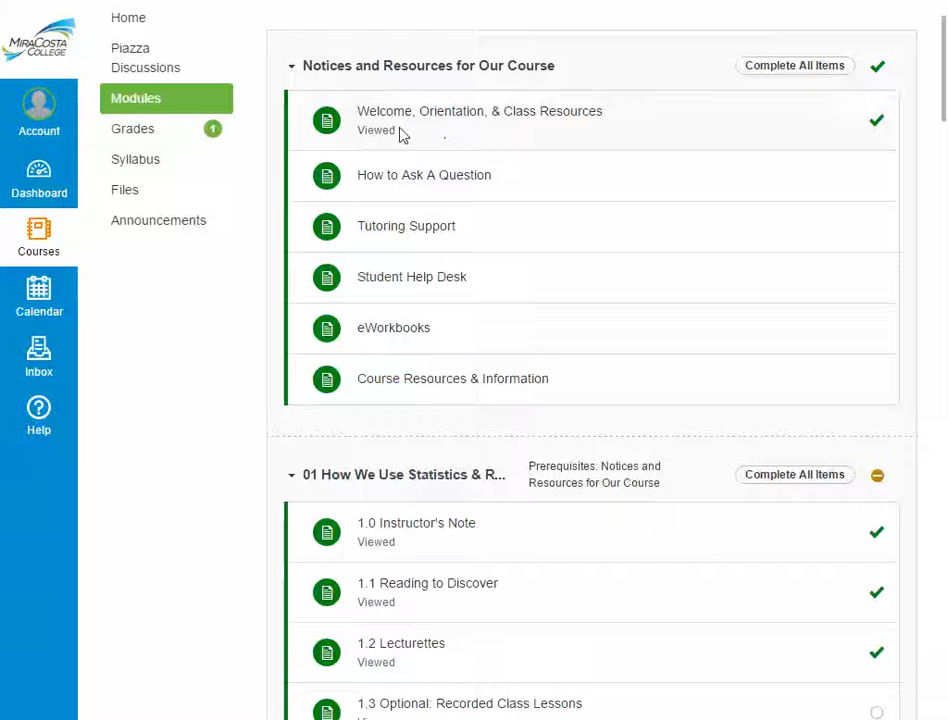 MIRACOSTA
COLLEGE
Account
Dashboard
Courses
Calendar
Inbox
Help
Home
Piazza
Discussions
Modules
Grades 1
Syllabus
Files
Announcements
Notices and Resources for Our Course Complete All Items
Welcome, Orientation, & Class Resources
Viewed
How to Ask A Question
Tutoring Support
Student Help Desk
eWorkbooks
Course Resources & Information
01 How We Use Statistics & R... Prerequisites: Notices and Complete All Items
Resources for Our Course
1.0 Instructor's Note
Viewed
1.1 Reading to Discover
Viewed
1.2 Lecturettes
Viewed
1.3 Optional: Recorded Class Lessons